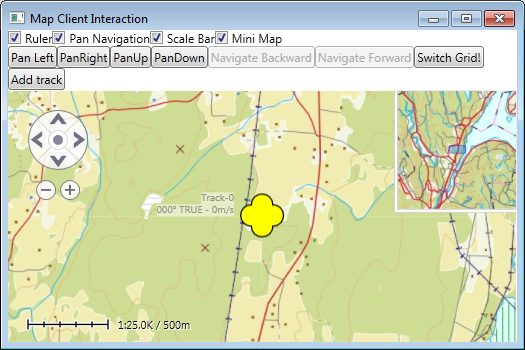 Map Client Interaction
Ruler Pan Navigation Scale Bar Mini Map
Pan Left PanRight PanUp PanDown Navigate Backward Navigate Forward Switch Grid!
Add track
Track-0
000° TRUE - 0m/s
1:25.0K / 500m